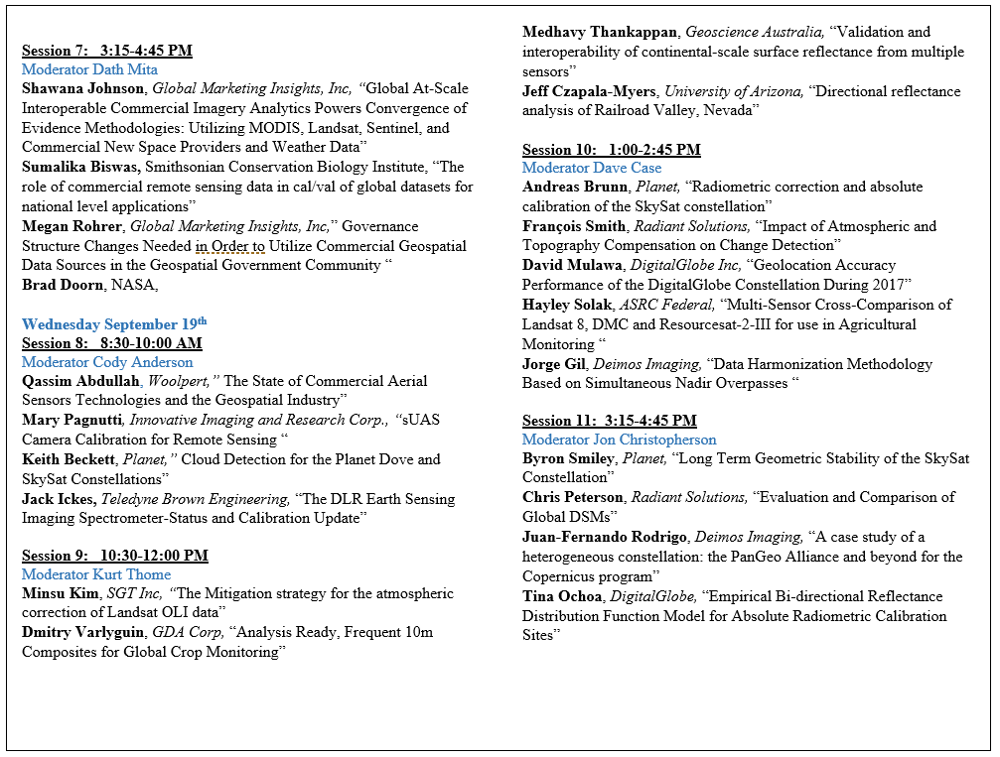 Session 7:   3:15-4:45 PM
Moderator Dath Mita
Shawana Johnson, Global Marketing Insights, Inc, “Global At-Scale
Interoperable Commercial Imagery Analytics Powers Convergence of
Evidence Methodologies: Utilizing MODIS, Landsat, Sentinel, and
Commercial New Space Providers and Weather Data”
Sumalika Biswas, Smithsonian Conservation Biology Institute, “The
role of commercial remote sensing data in cal/val of global datasets for
national level applications”
Megan Rohrer, Global Marketing Insights, Inc,” Governance
Structure Changes Needed in Order to Utilize Commercial Geospatial
Data Sources in the Geospatial Government Community “
Brad Doorn, NASA,
Wednesday September 19th
Session 8:   8:30-10:00 AM
Moderator Cody Anderson
Qassim Abdullah, Woolpert,” The State of Commercial Aerial
Sensors Technologies and the Geospatial Industry”
Mary Pagnutti, Innovative Imaging and Research Corp., “sUAS
Camera Calibration for Remote Sensing “
Keith Beckett, Planet,” Cloud Detection for the Planet Dove and
SkySat Constellations”
Jack Ickes, Teledyne Brown Engineering, “The DLR Earth Sensing
Imaging Spectrometer-Status and Calibration Update”
Session 9:   10:30-12:00 PM
Moderator Kurt Thome
Minsu Kim, SGT Inc, “The Mitigation strategy for the atmospheric
correction of Landsat OLI data”
Dmitry Varlyguin, GDA Corp, “Analysis Ready, Frequent 10m
Composites for Global Crop Monitoring”
Medhavy Thankappan, Geoscience Australia, “Validation and
interoperability of continental-scale surface reflectance from multiple
sensors”
Jeff Czapala-Myers, University of Arizona, “Directional reflectance
analysis of Railroad Valley, Nevada”
Session 10:   1:00-2:45 PM
Moderator Dave Case
Andreas Brunn, Planet, “Radiometric correction and absolute
calibration of the SkySat constellation”
François Smith, Radiant Solutions, “Impact of Atmospheric and
Topography Compensation on Change Detection”
David Mulawa, DigitalGlobe Inc, “Geolocation Accuracy
Performance of the DigitalGlobe Constellation During 2017”
Hayley Solak, ASRC Federal, “Multi-Sensor Cross-Comparison of
Landsat 8, DMC and Resourcesat-2-III for use in Agricultural
Monitoring “
Jorge Gil, Deimos Imaging, “Data Harmonization Methodology
Based on Simultaneous Nadir Overpasses “
Session 11:  3:15-4:45 PM
Moderator Jon Christopherson
Byron Smiley, Planet, “Long Term Geometric Stability of the SkySat
Constellation”
Chris Peterson, Radiant Solutions, “Evaluation and Comparison of
Global DSMs”
Juan-Fernando Rodrigo, Deimos Imaging, “A case study of a
heterogeneous constellation: the PanGeo Alliance and beyond for the
Copernicus program”
Tina Ochoa, DigitalGlobe, “Empirical Bi-directional Reflectance
Distribution Function Model for Absolute Radiometric Calibration
Sites”